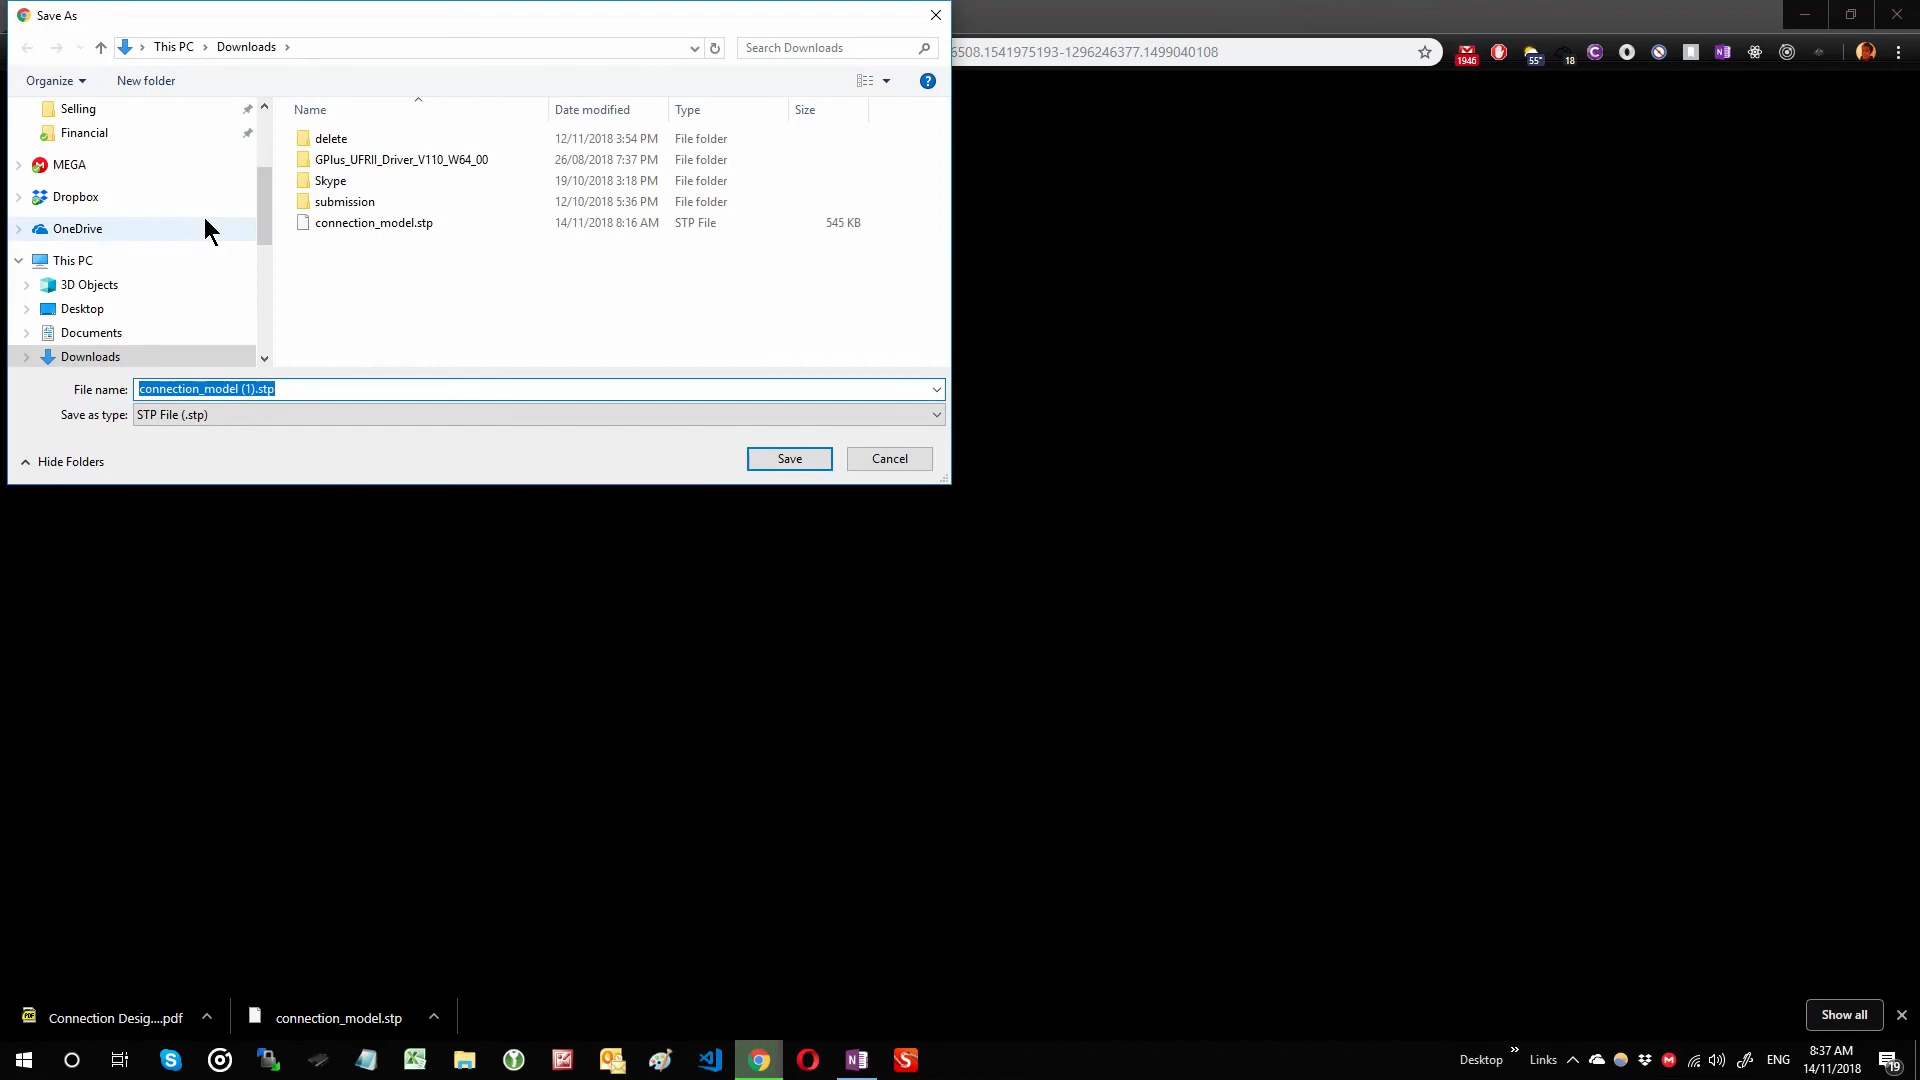 Save As
This PC > Downloads >
Search Downloads
6508.1541975193-1296246377.1499040108
1946
55°
18
Organize
New folder
Selling
Financial
MEGA
Dropbox
OneDrive
This PC
3D Objects
Desktop
Documents
Downloads
Name Date modified Type Size
delete 12/11/2018 3:54 PM File folder
GPlus_UFRII_Driver_V110_W64_00 26/08/2018 7:37 PM File folder
Skype 19/10/2018 3:18 PM File folder
submission 12/10/2018 5:36 PM File folder
connection_model.stp 14/11/2018 8:16 AM STP File 545 KB
File name: connection_model (1).stp
Save as type: STP File (.stp)
Hide Folders
Save
Cancel
Connection Desig....pdf
connection_model.stp
Show all
Desktop
Links
ENG
8:37 AM
14/11/2018
19